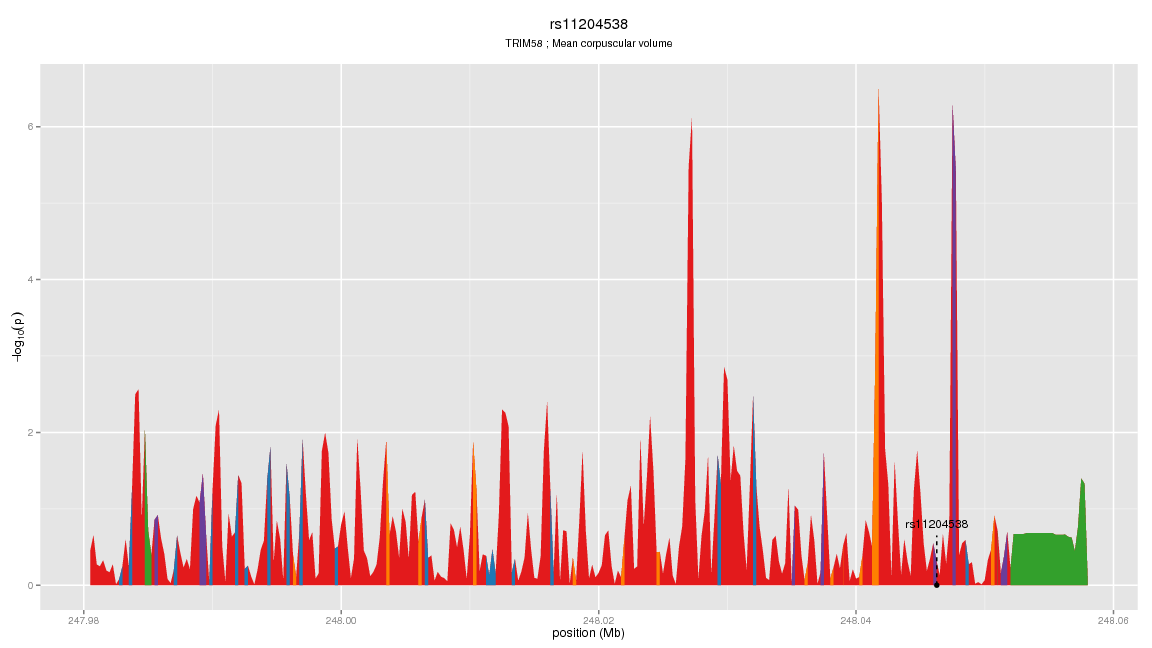 rs11204538
TRIM58 ; Mean corpuscular volume
−log10(p)
6
4
2
0
rs11204538
247.98 248.00 248.02 248.04 248.06
position (Mb)